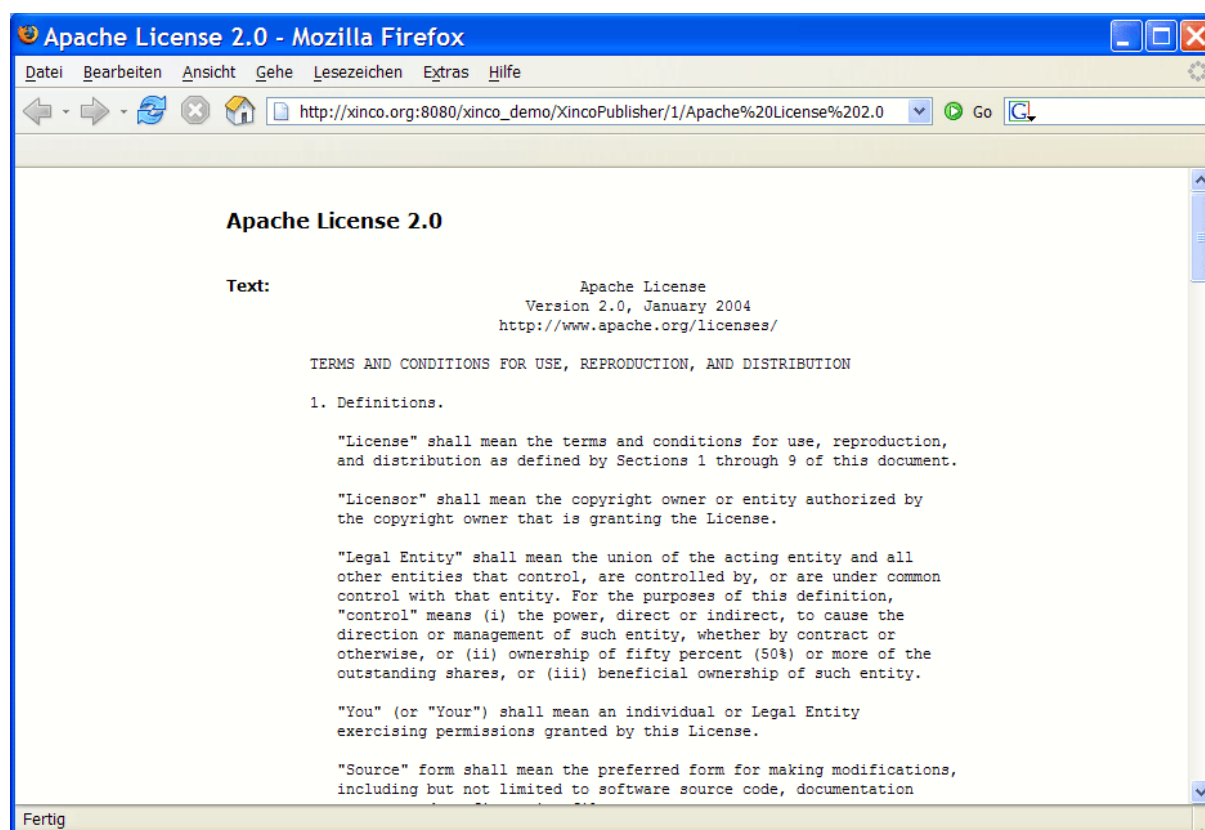 Apache License 2.0 - Mozilla Firefox
Datei Bearbeiten Ansicht Gehe Lesezeichen Extras Hilfe
http://xinco.org:8080/xinco_demo/XincoPublisher/1/Apache%20License%202.0 Go G
Apache License 2.0
Text: Apache License
Version 2.0, January 2004
http://www.apache.org/licenses/
TERMS AND CONDITIONS FOR USE, REPRODUCTION, AND DISTRIBUTION
1. Definitions.
"License" shall mean the terms and conditions for use, reproduction,
and distribution as defined by Sections 1 through 9 of this document.
"Licensor" shall mean the copyright owner or entity authorized by
the copyright owner that is granting the License.
"Legal Entity" shall mean the union of the acting entity and all
other entities that control, are controlled by, or are under common
control with that entity. For the purposes of this definition,
"control" means (i) the power, direct or indirect, to cause the
direction or management of such entity, whether by contract or
otherwise, or (ii) ownership of fifty percent (50%) or more of the
outstanding shares, or (iii) beneficial ownership of such entity.
"You" (or "Your") shall mean an individual or Legal Entity
exercising permissions granted by this License.
"Source" form shall mean the preferred form for making modifications,
including but not limited to software source code, documentation
Fertig